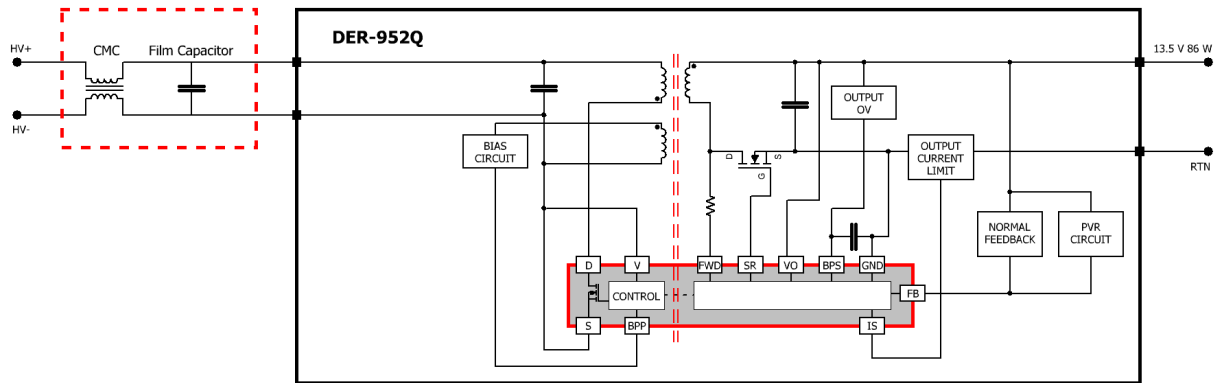 DER-952Q
HV+
CMC
Film Capacitor
13.5 V 86 W
HV-
OUTPUT
OV
BIAS
CIRCUIT
D
S
G
OUTPUT
CURRENT
LIMIT
RTN
NORMAL
FEEDBACK
PVR
CIRCUIT
D
V
FWD
SR
VO
BPS
GND
CONTROL
FB
S
BPP
IS